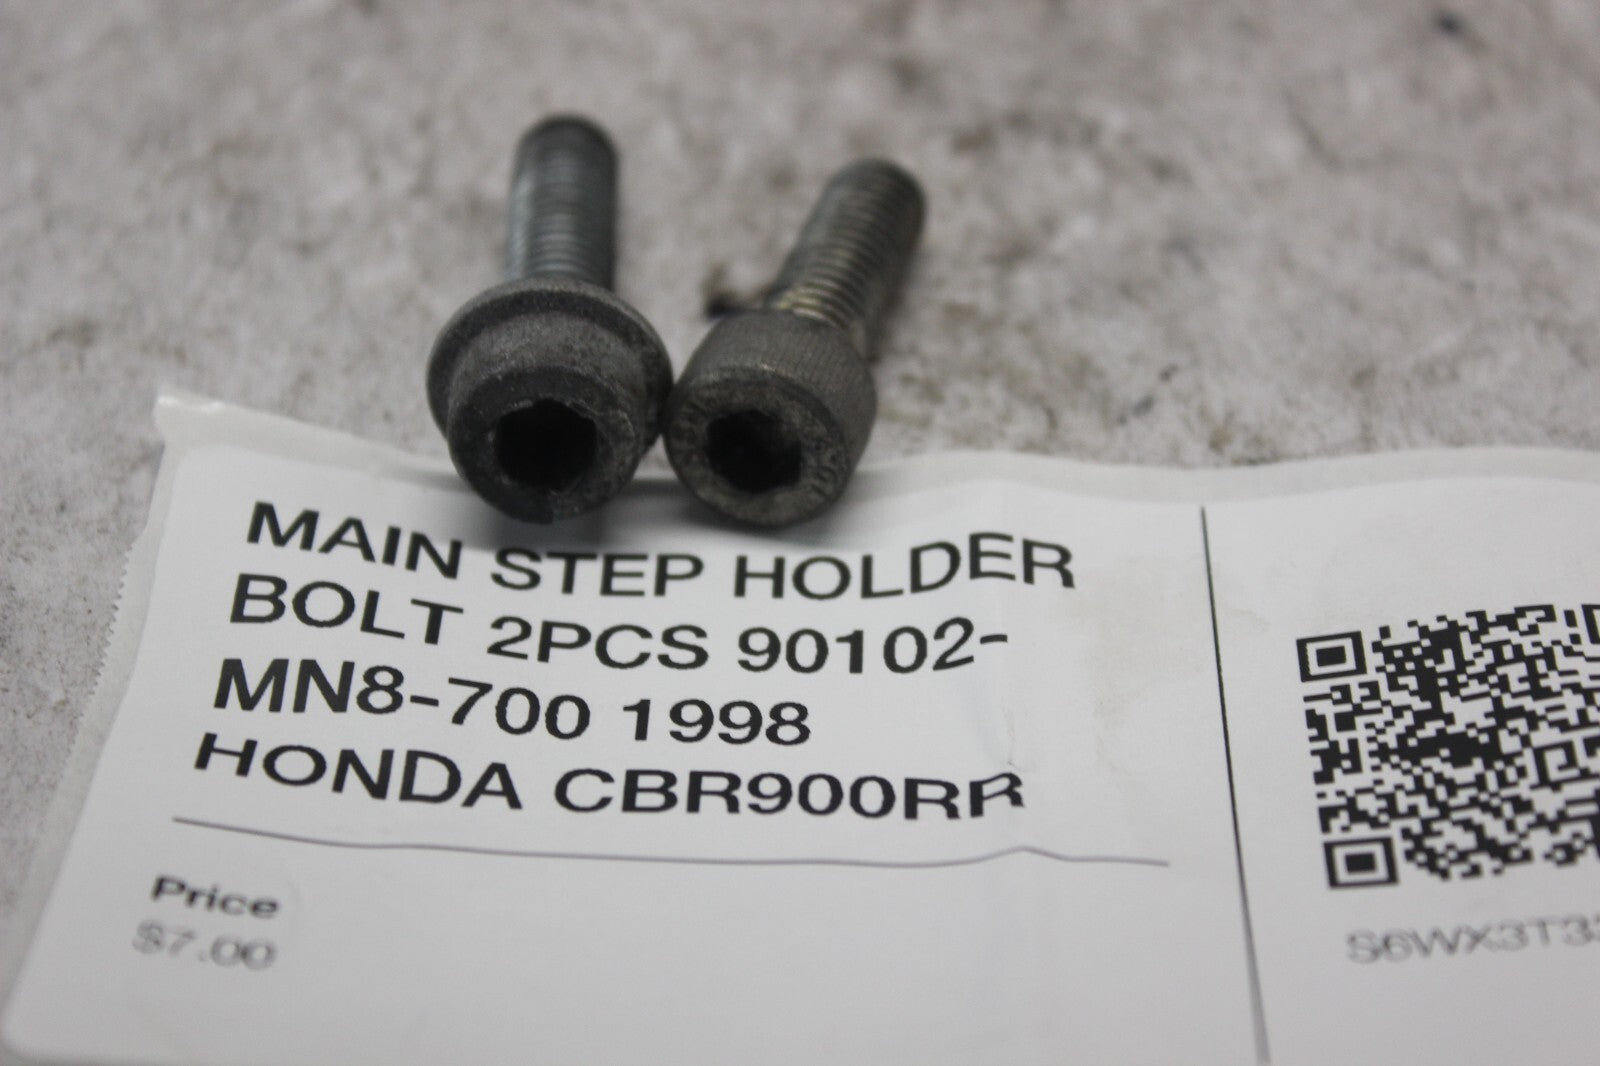 MAIN STEP HOLDER
BOLT 2PCS 90102-
MN8-700 1998
HONDA CBR900RR
Price
$7.00